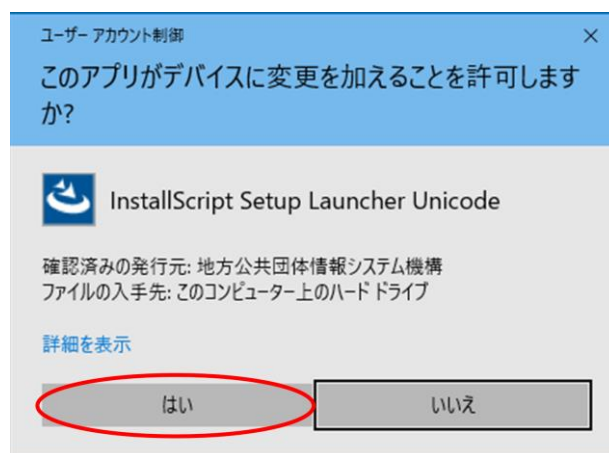 ユーザー アカウント制御
このアプリがデバイスに変更を加えることを許可します
か?
InstallScript Setup Launcher Unicode
確認済みの発行元: 地方公共団体情報システム機構
ファイルの入手先: このコンピューター上のハード ドライブ
詳細を表示
はい
いいえ